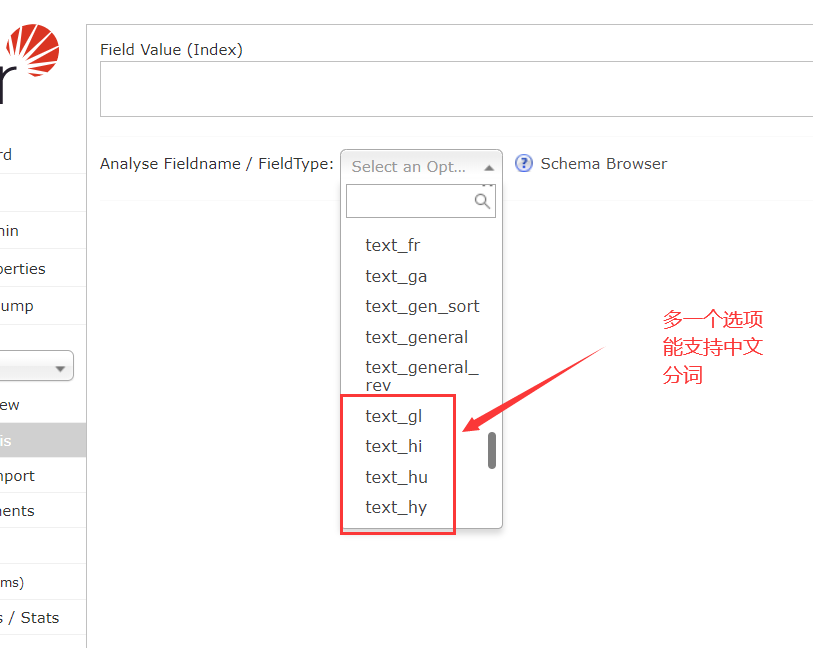 r
Field Value (Index)
rd
Analyse Fieldname / FieldType:
Select an Opt...
? Schema Browser
min
perties
ump
ew
is
mport
ments
ms)
s / Stats
text_fr
text_ga
text_gen_sort
text_general
text_general_
rev
text_gl
text_hi
text_hu
text_hy
多一个选项
能支持中文
分词